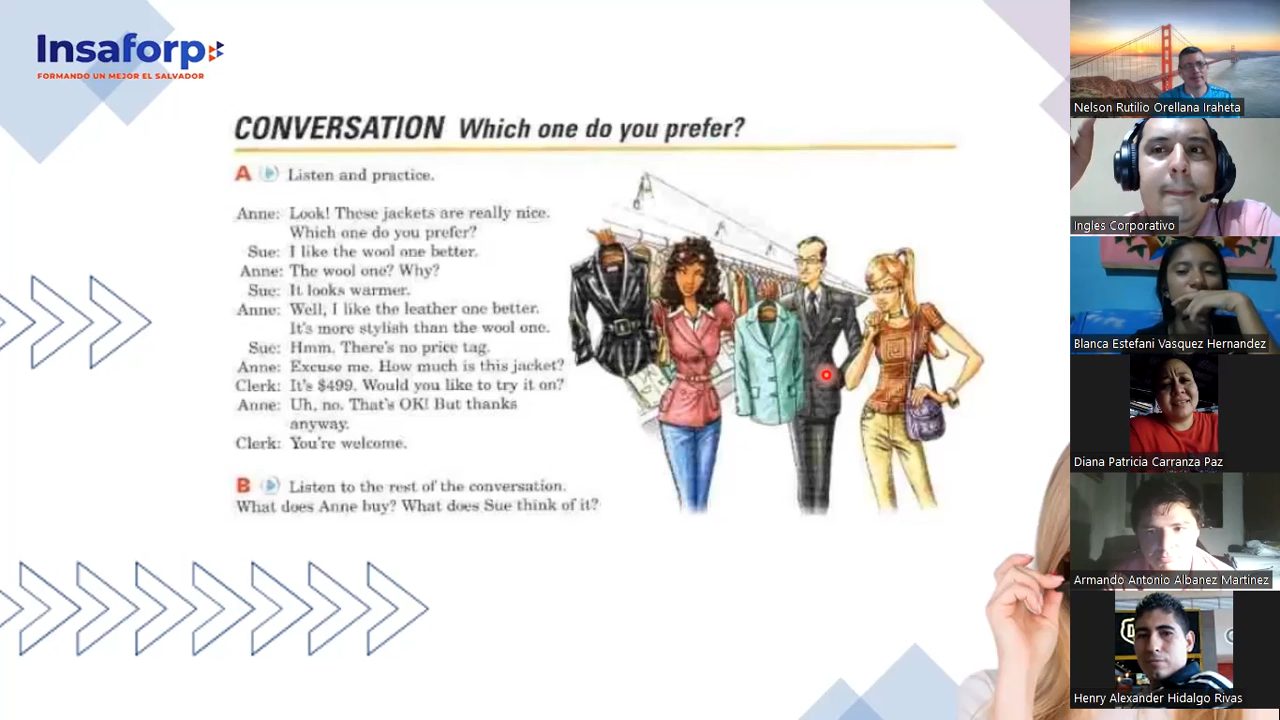 Insaforp
FORMANDO UN MEJOR EL SALVADOR
CONVERSATION Which one do you prefer?
A Listen and practice.
Anne: Look! These jackets are really nice.
Which one do you prefer?
Sue: I like the wool one better.
Anne: The wool one? Why?
Sue: It looks warmer.
Anne: Well, I like the leather one better.
It's more stylish than the wool one.
Sue: Hmm. There's no price tag.
Anne: Excuse me. How much is this jacket?
Clerk: It's $499. Would you like to try it on?
Anne: Uh, no. That's OK! But thanks
anyway.
Clerk: You're welcome.
B Listen to the rest of the conversation.
What does Anne buy? What does Sue think of it?
Nelson Rutilio Orellana Iraheta
Ingles Corporativo
Blanca Estefani Vasquez Hernandez
Diana Patricia Carranza Paz
Armando Antonio Albanez Martinez
Henry Alexander Hidalgo Rivas